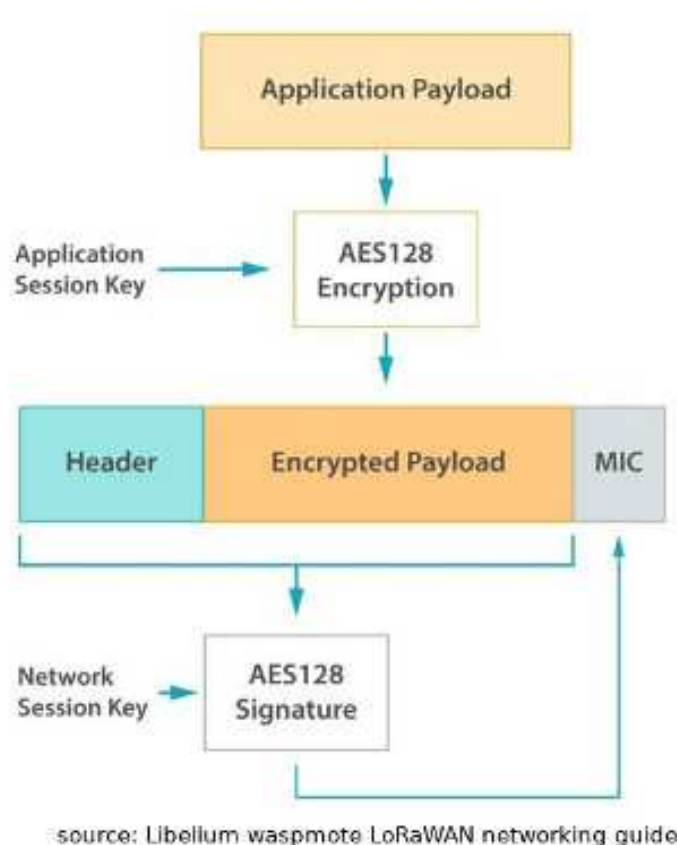 Application Payload
Application
Session Key
AES128
Encryption
Header
Encrypted Payload
MIC
Network
Session Key
AES128
Signature
source: Libelium waspmote LoRaWAN networking guide